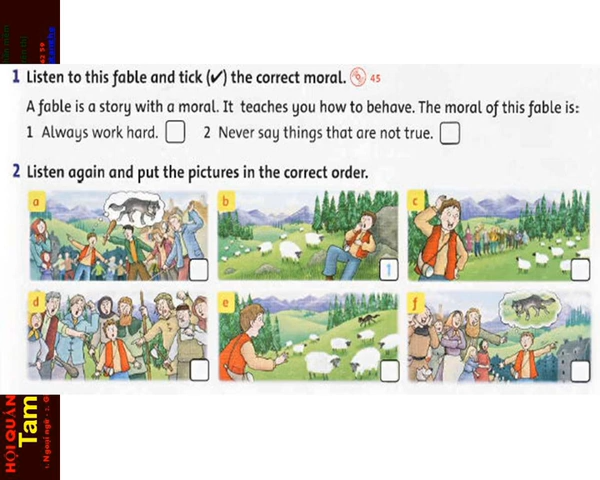 1 Listen to this fable and tick (✔) the correct moral. 45
A fable is a story with a moral. It teaches you how to behave. The moral of this fable is:
1 Always work hard. 2 Never say things that are not true.
2 Listen again and put the pictures in the correct order.
a b c
1
d e f
HỘI QUÁN
Tam